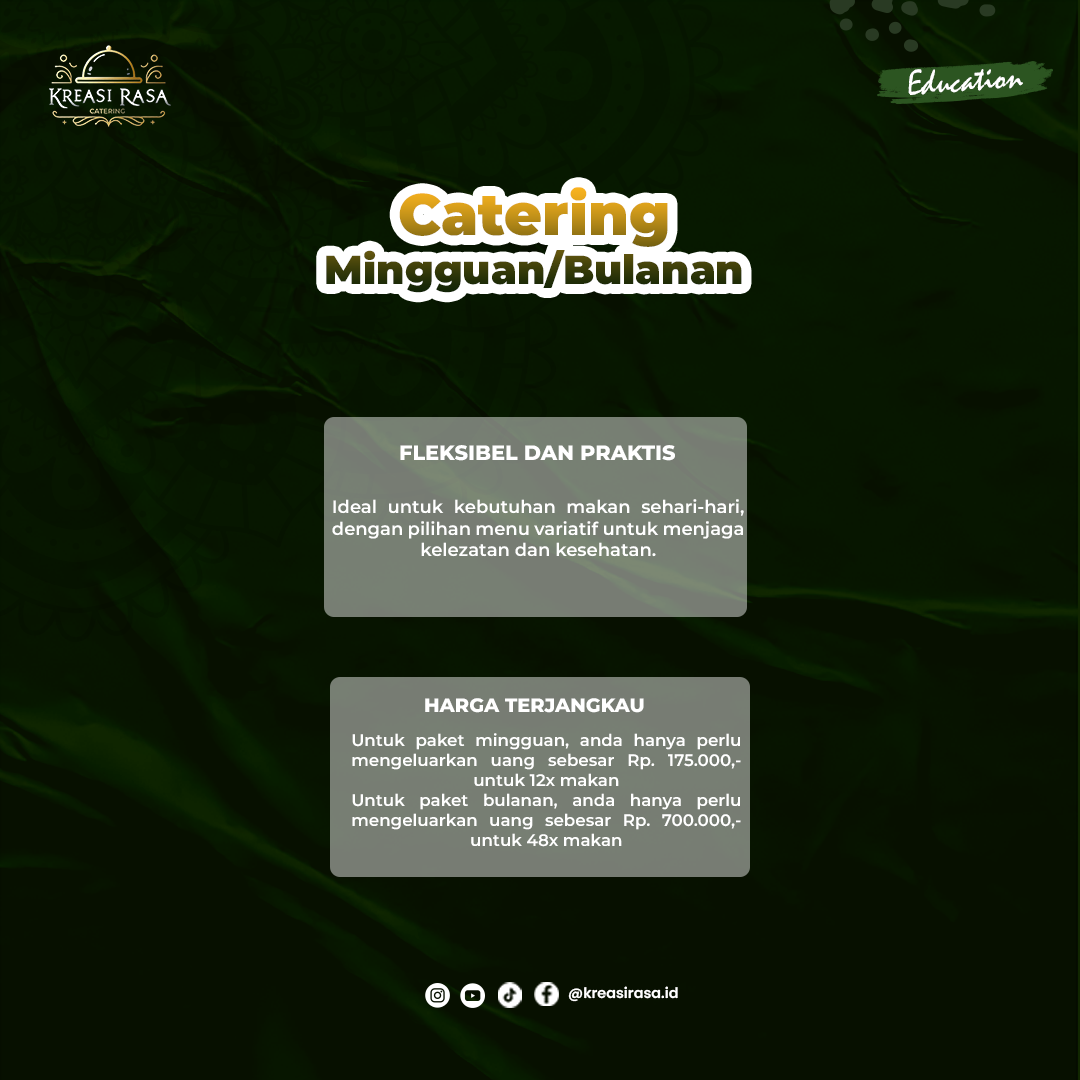 KREASI RASA
CATERING
Education
Catering
Mingguan/Bulanan
FLEKSIBEL DAN PRAKTIS
Ideal untuk kebutuhan makan sehari-hari,
dengan pilihan menu variatif untuk menjaga
kelezatan dan kesehatan.
HARGA TERJANGKAU
Untuk paket mingguan, anda hanya perlu
mengeluarkan uang sebesar Rp. 175.000,-
untuk 12x makan
Untuk paket bulanan, anda hanya perlu
mengeluarkan uang sebesar Rp. 700.000,-
untuk 48x makan
@kreasirasa.id